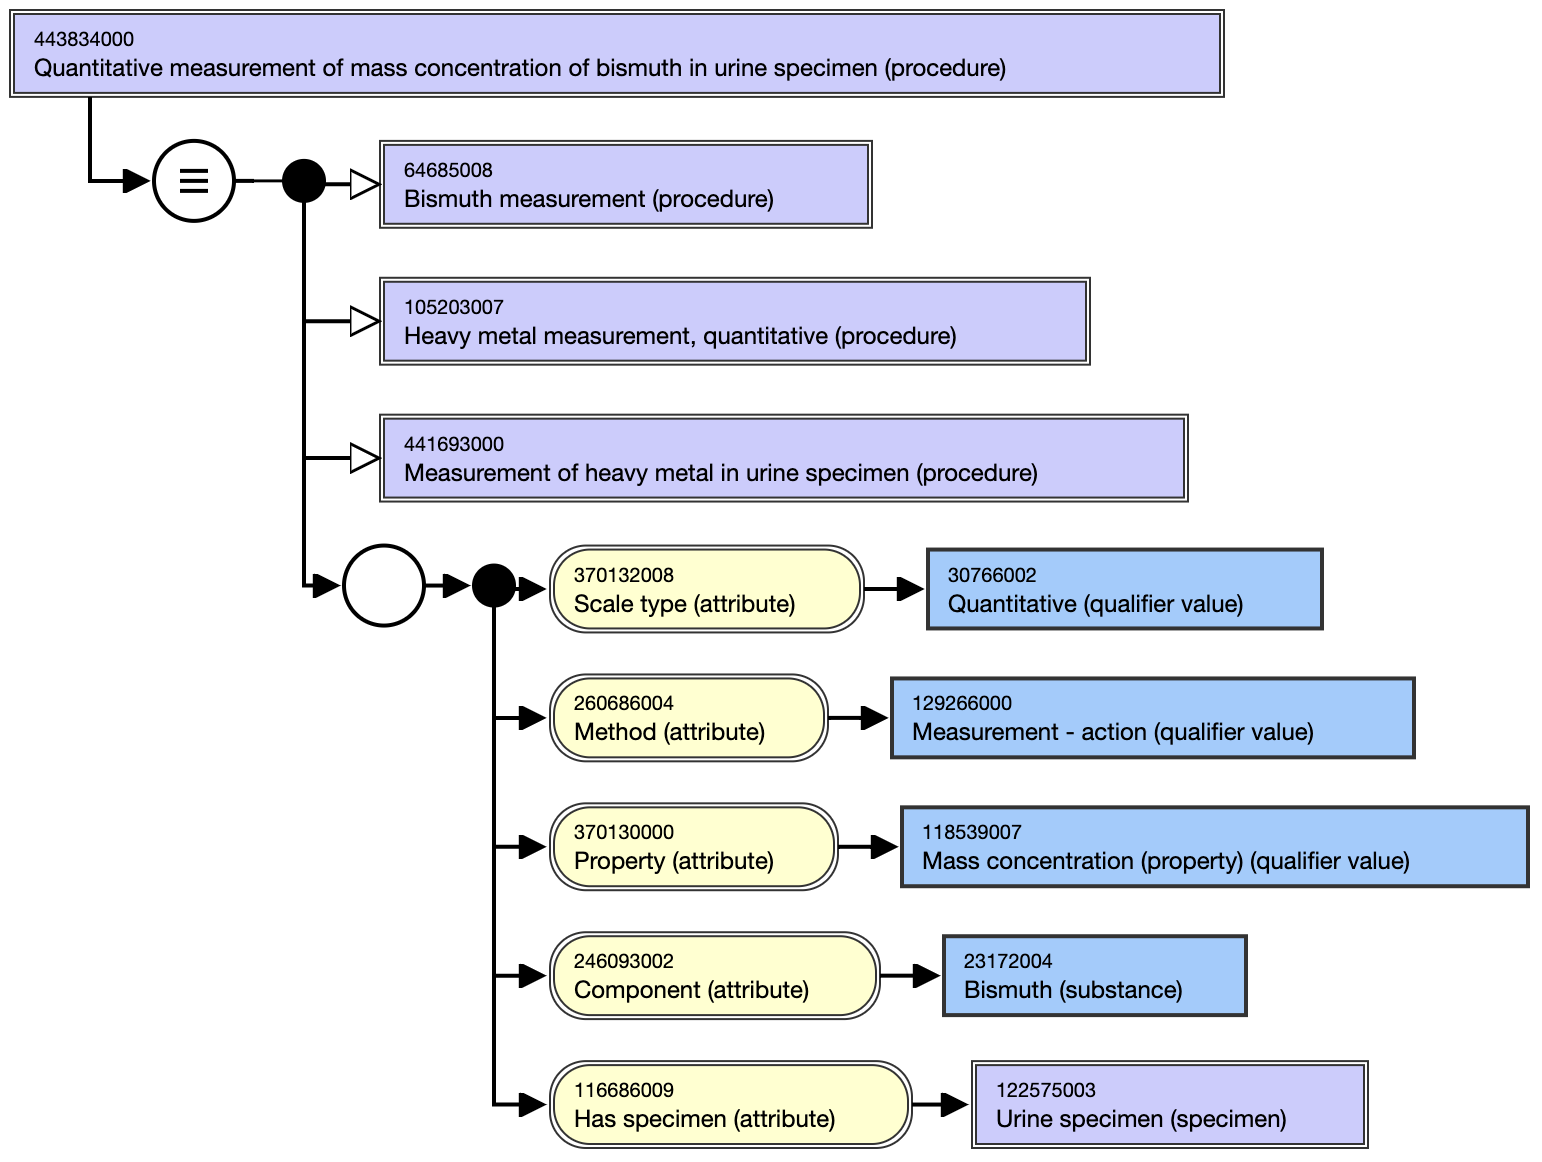 443834000
Quantitative measurement of mass concentration of bismuth in urine specimen (procedure)
64685008
Bismuth measurement (procedure)
105203007
Heavy metal measurement, quantitative (procedure)
441693000
Measurement of heavy metal in urine specimen (procedure)
370132008
Scale type (attribute)
30766002
Quantitative (qualifier value)
260686004
Method (attribute)
129266000
Measurement - action (qualifier value)
370130000
Property (attribute)
118539007
Mass concentration (property) (qualifier value)
246093002
Component (attribute)
23172004
Bismuth (substance)
116686009
Has specimen (attribute)
122575003
Urine specimen (specimen)